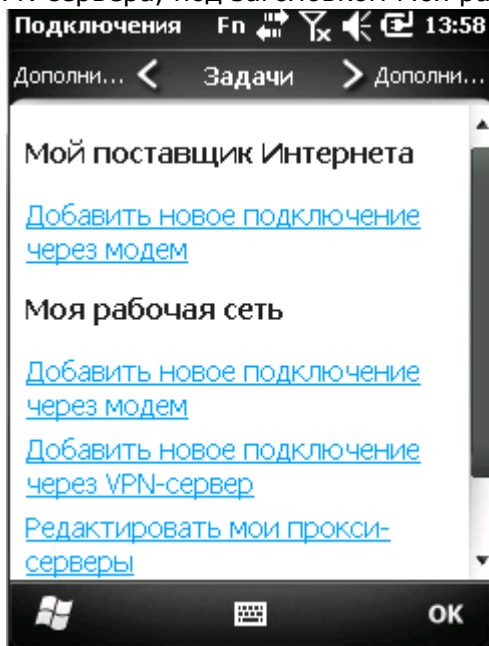 Подключения Fn 13:58
Дополни... Задачи Дополни...
Мой поставщик Интернета
Добавить новое подключение
через модем
Моя рабочая сеть
Добавить новое подключение
через модем
Добавить новое подключение
через VPN-сервер
Редактировать мои прокси-
серверы
OK